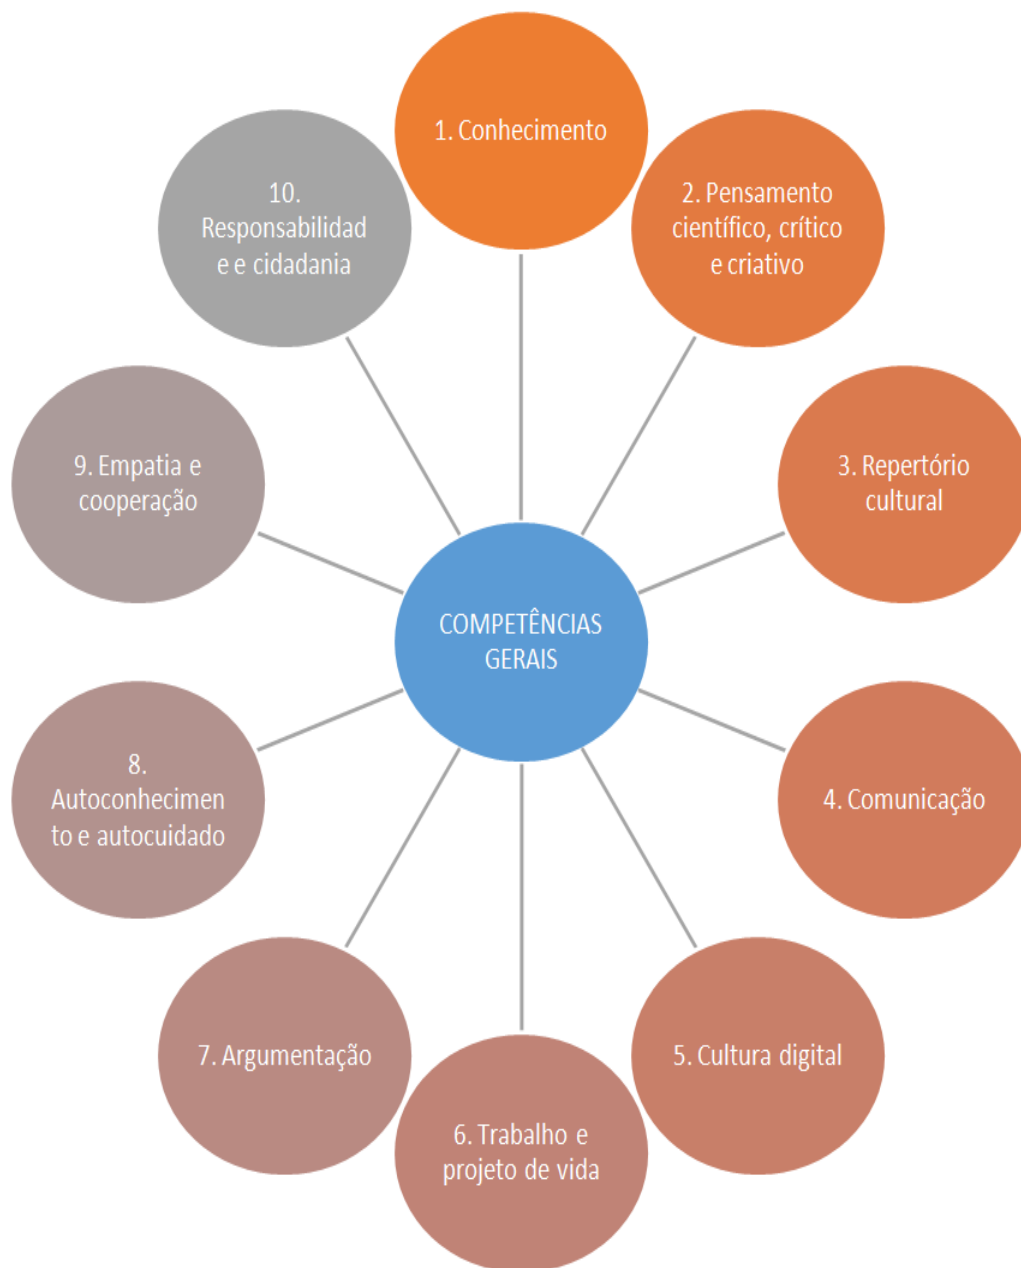 1. Conhecimento
2. Pensamento
científico, crítico
e criativo
3. Repertório
cultural
4. Comunicação
5. Cultura digital
6. Trabalho e
projeto de vida
7. Argumentação
8.
Autoconhecimen
to e autocuidado
9. Empatia e
cooperação
10.
Responsabilidad
e e cidadania
COMPETÊNCIAS
GERAIS